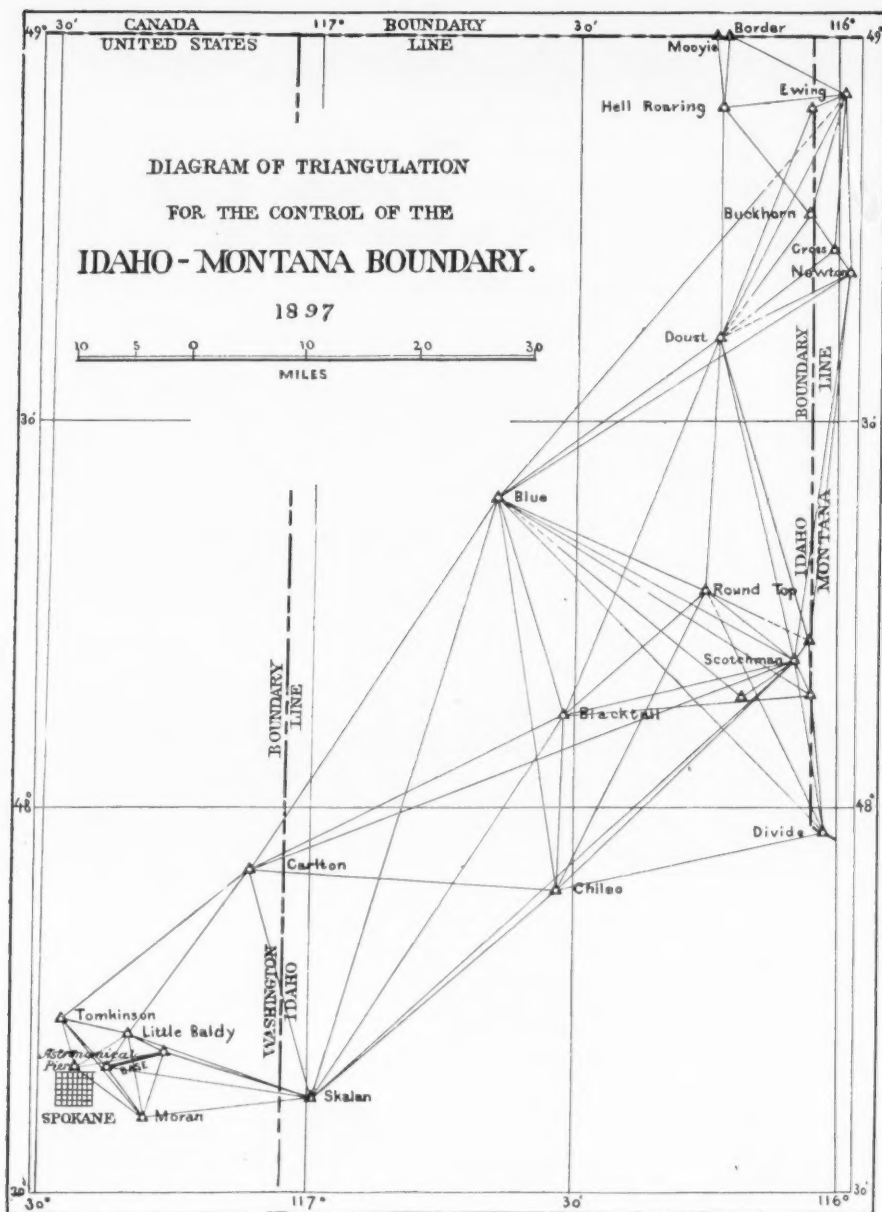 30' CANADA 117° BOUNDARY 30' 116°
49° UNITED STATES LINE 49°
Border
Mooyie
Ewing
Hell Roaring
DIAGRAM OF TRIANGULATION
FOR THE CONTROL OF THE
IDAHO-MONTANA BOUNDARY.
1897
10 5 0 10 20 30
MILES
Buckhorn
Cross
Newton
Doust
BOUNDARY LINE
30' 30'
Blue
IDAHO
MONTANA
Round Top
Scotchman
BOUNDARY
LINE
Blacktail
48° 48°
Divide
Carlton
Chilco
WASHINGTON
IDAHO
Tomkinson
Little Baldy
Astronomical
Pier
BASE
Skalan
SPOKANE
Moran
30' 30'
30° 117° 30' 116°